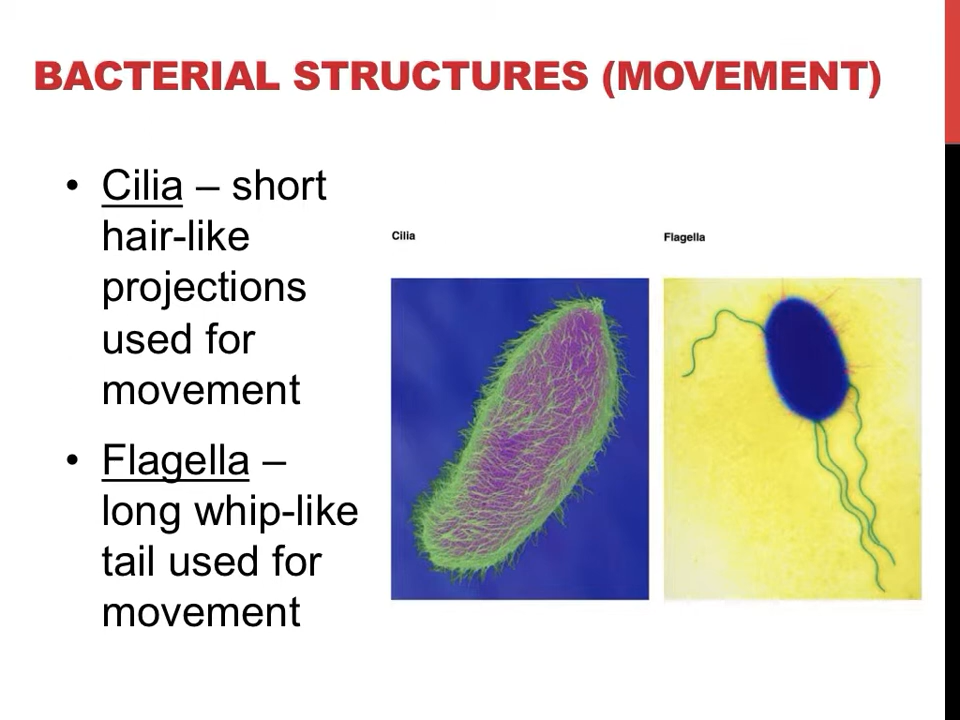 BACTERIAL STRUCTURES (MOVEMENT)
• Cilia – short
hair-like
projections
used for
movement
• Flagella –
long whip-like
tail used for
movement
Cilia
Flagella